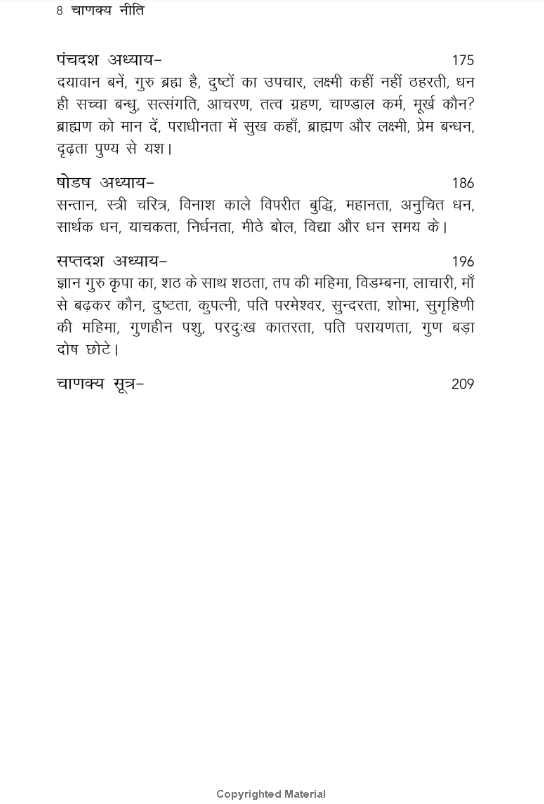 8 चाणक्य नीति
पंचदश अध्याय– 175
दयावान बनें, गुरु ब्रह्म है, दुष्टों का उपचार, लक्ष्मी कहीं नहीं ठहरती, धन
ही सच्चा बन्धु, सत्संगति, आचरण, तत्व ग्रहण, चाण्डाल कर्म, मूर्ख कौन?
ब्राह्मण को मान दें, पराधीनता में सुख कहाँ, ब्राह्मण और लक्ष्मी, प्रेम बन्धन,
दृढ़ता पुण्य से यश।
षोडष अध्याय– 186
सन्तान, स्त्री चरित्र, विनाश काले विपरीत बुद्धि, महानता, अनुचित धन,
सार्थक धन, याचकता, निर्धनता, मीठे बोल, विद्या और धन समय के।
सप्तदश अध्याय– 196
ज्ञान गुरु कृपा का, शठ के साथ शठता, तप की महिमा, विडम्बना, लाचारी, माँ
से बढ़कर कौन, दुष्टता, कुपत्नी, पति परमेश्वर, सुन्दरता, शोभा, सुगृहिणी
की महिमा, गुणहीन पशु, परदुःख कातरता, पति परायणता, गुण बड़ा
दोष छोटे।
चाणक्य सूत्र– 209
Copyrighted Material